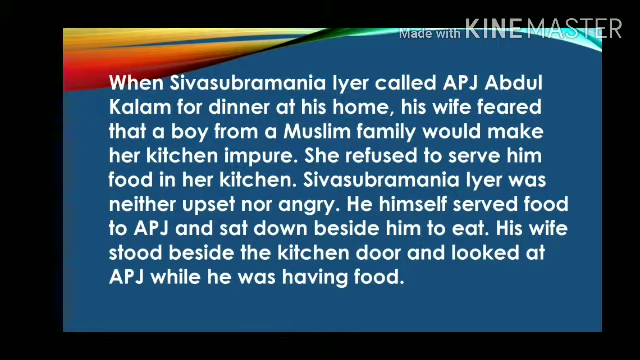 Made with KINEMASTER
When Sivasubramania Iyer called APJ Abdul
Kalam for dinner at his home, his wife feared
that a boy from a Muslim family would make
her kitchen impure. She refused to serve him
food in her kitchen. Sivasubramania Iyer was
neither upset nor angry. He himself served food
to APJ and sat down beside him to eat. His wife
stood beside the kitchen door and looked at
APJ while he was having food.